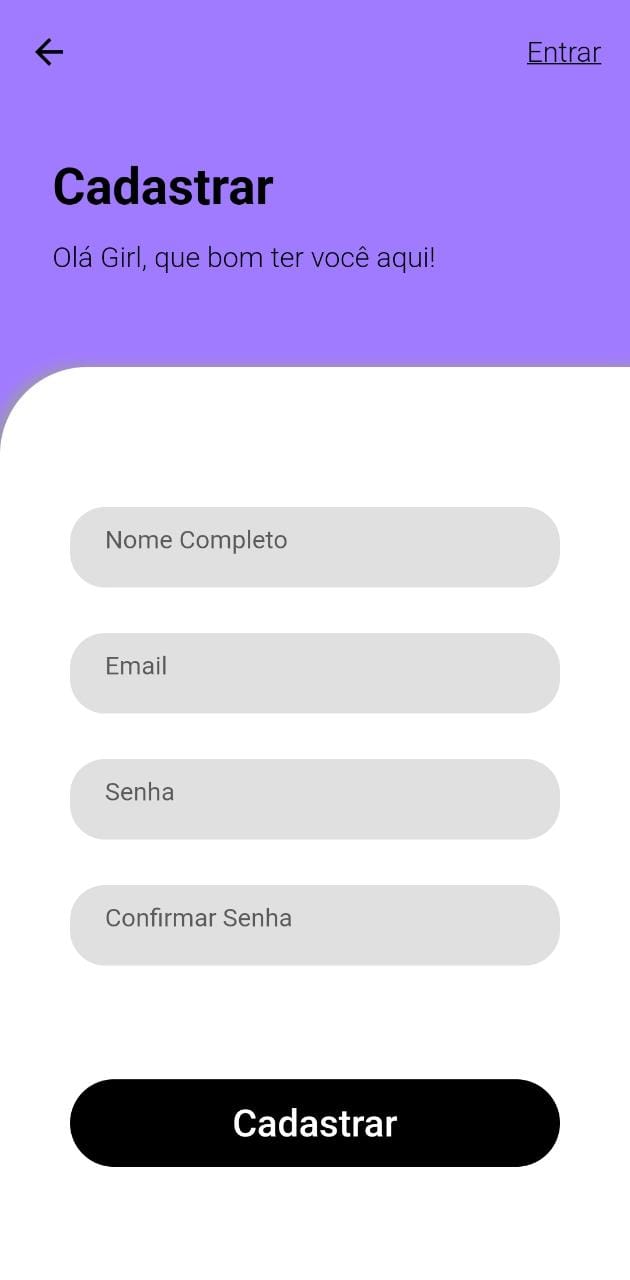 Entrar
Cadastrar
Olá Girl, que bom ter você aqui!
Nome Completo
Email
Senha
Confirmar Senha
Cadastrar